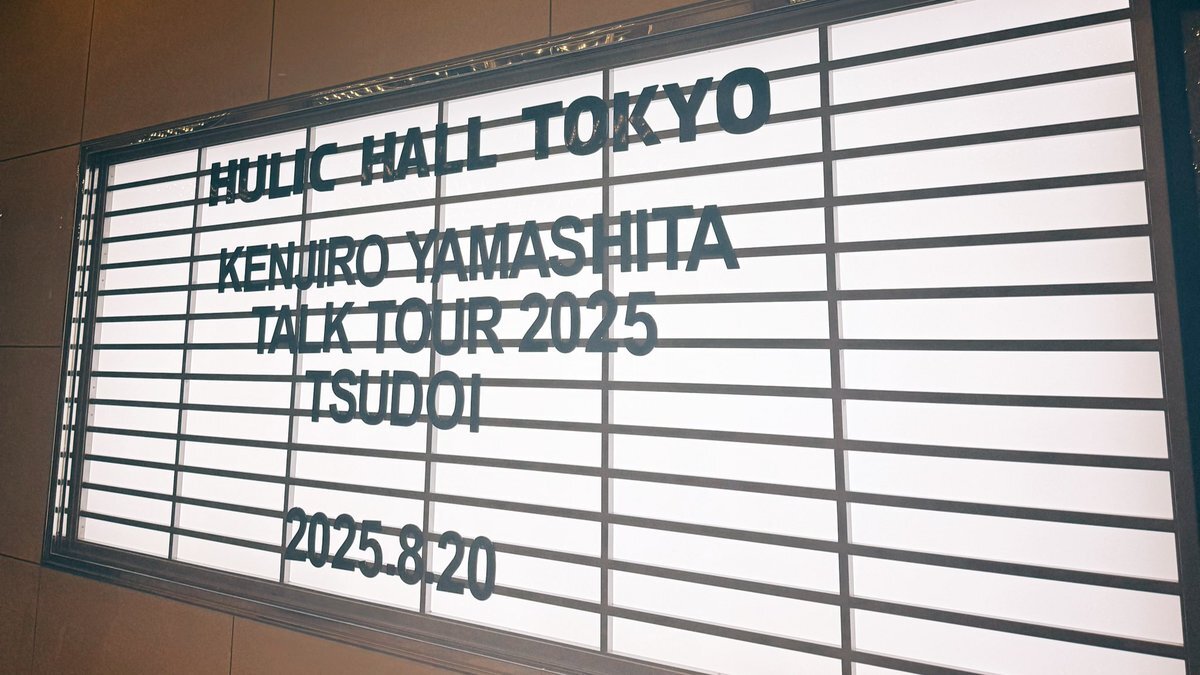 HULIC HALL TOKYO
KENJIRO YAMASHITA
TALK TOUR 2025
TSUDOI
2025.8.20